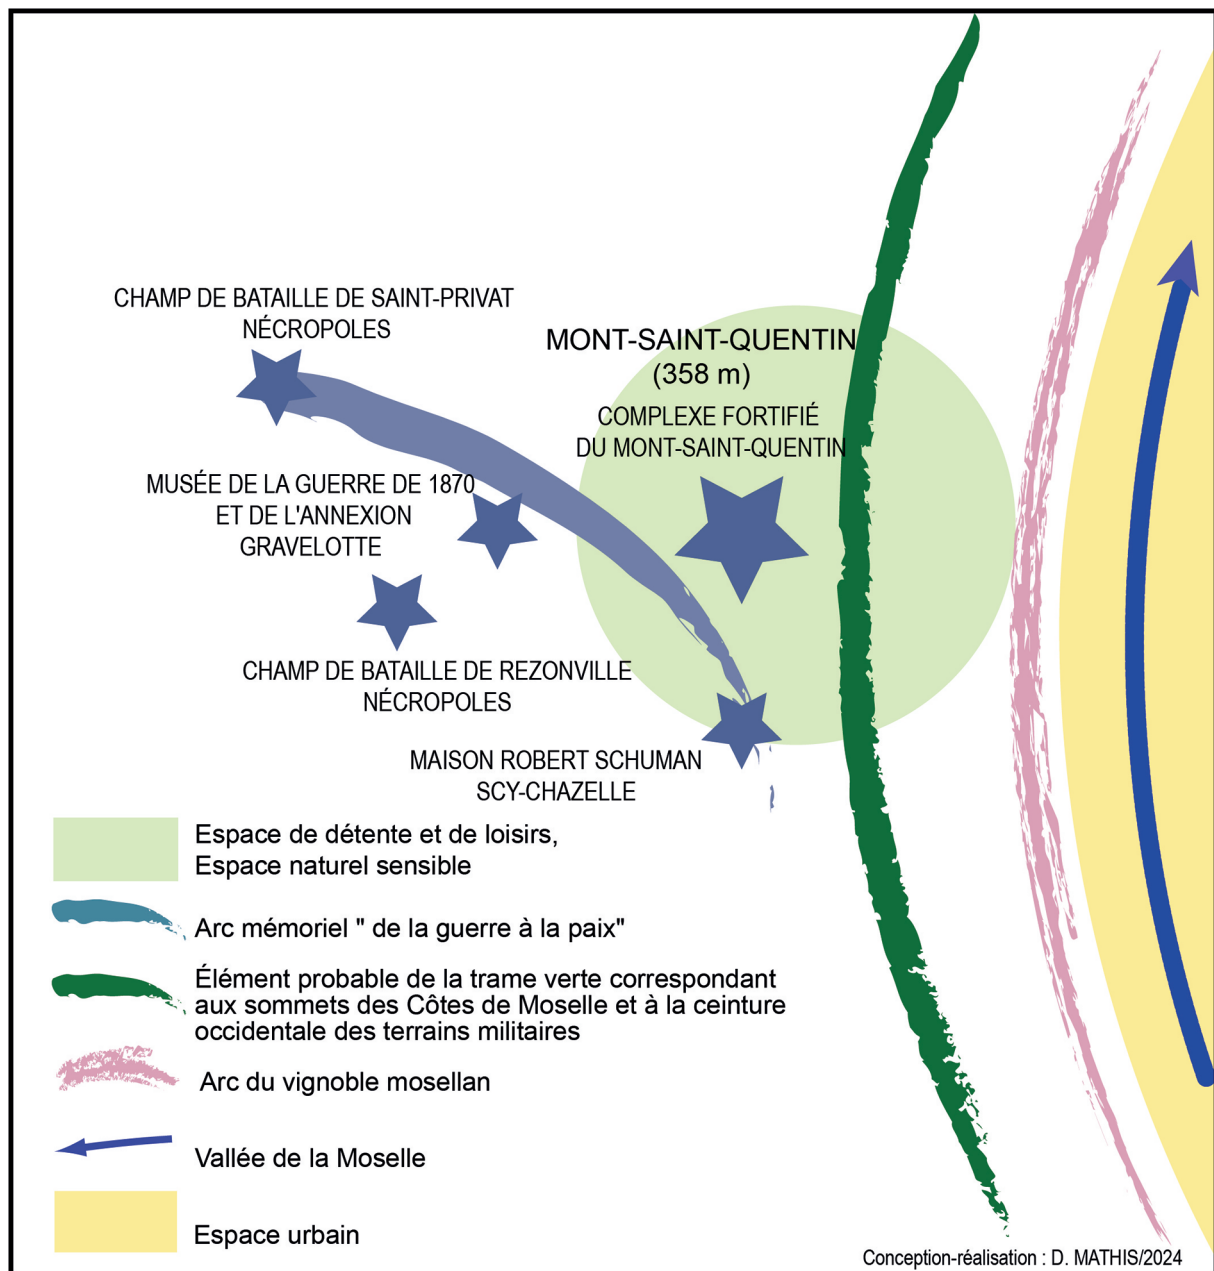 CHAMP DE BATAILLE DE SAINT-PRIVAT
NÉCROPOLES
MONT-SAINT-QUENTIN
(358 m)
COMPLEXE FORTIFIÉ
DU MONT-SAINT-QUENTIN
MUSÉE DE LA GUERRE DE 1870
ET DE L'ANNEXION
GRAVELOTTE
CHAMP DE BATAILLE DE REZONVILLE
NÉCROPOLES
MAISON ROBERT SCHUMAN
SCY-CHAZELLE
Espace de détente et de loisirs,
Espace naturel sensible
Arc mémoriel " de la guerre à la paix"
Élément probable de la trame verte correspondant
aux sommets des Côtes de Moselle et à la ceinture
occidentale des terrains militaires
Arc du vignoble mosellan
Vallée de la Moselle
Espace urbain
Conception-réalisation : D. MATHIS/2024